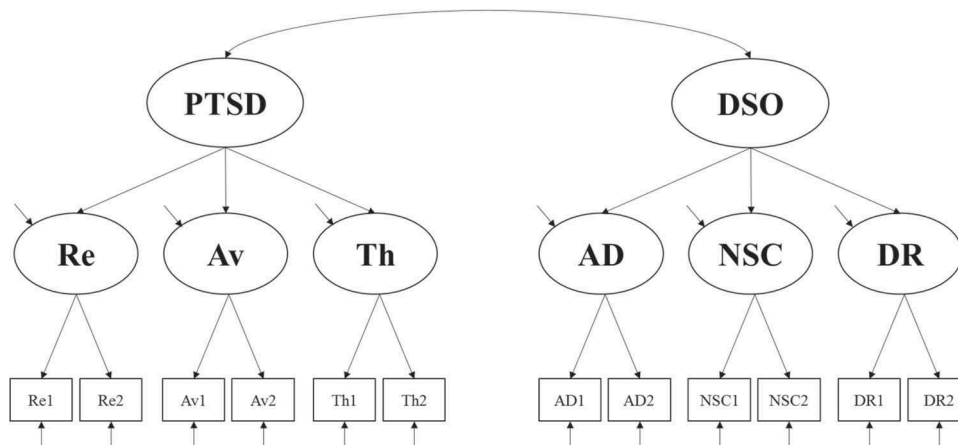 PTSD DSO
Re Av Th AD NSC DR
Re1 Re2 Av1 Av2 Th1 Th2 AD1 AD2 NSC1 NSC2 DR1 DR2